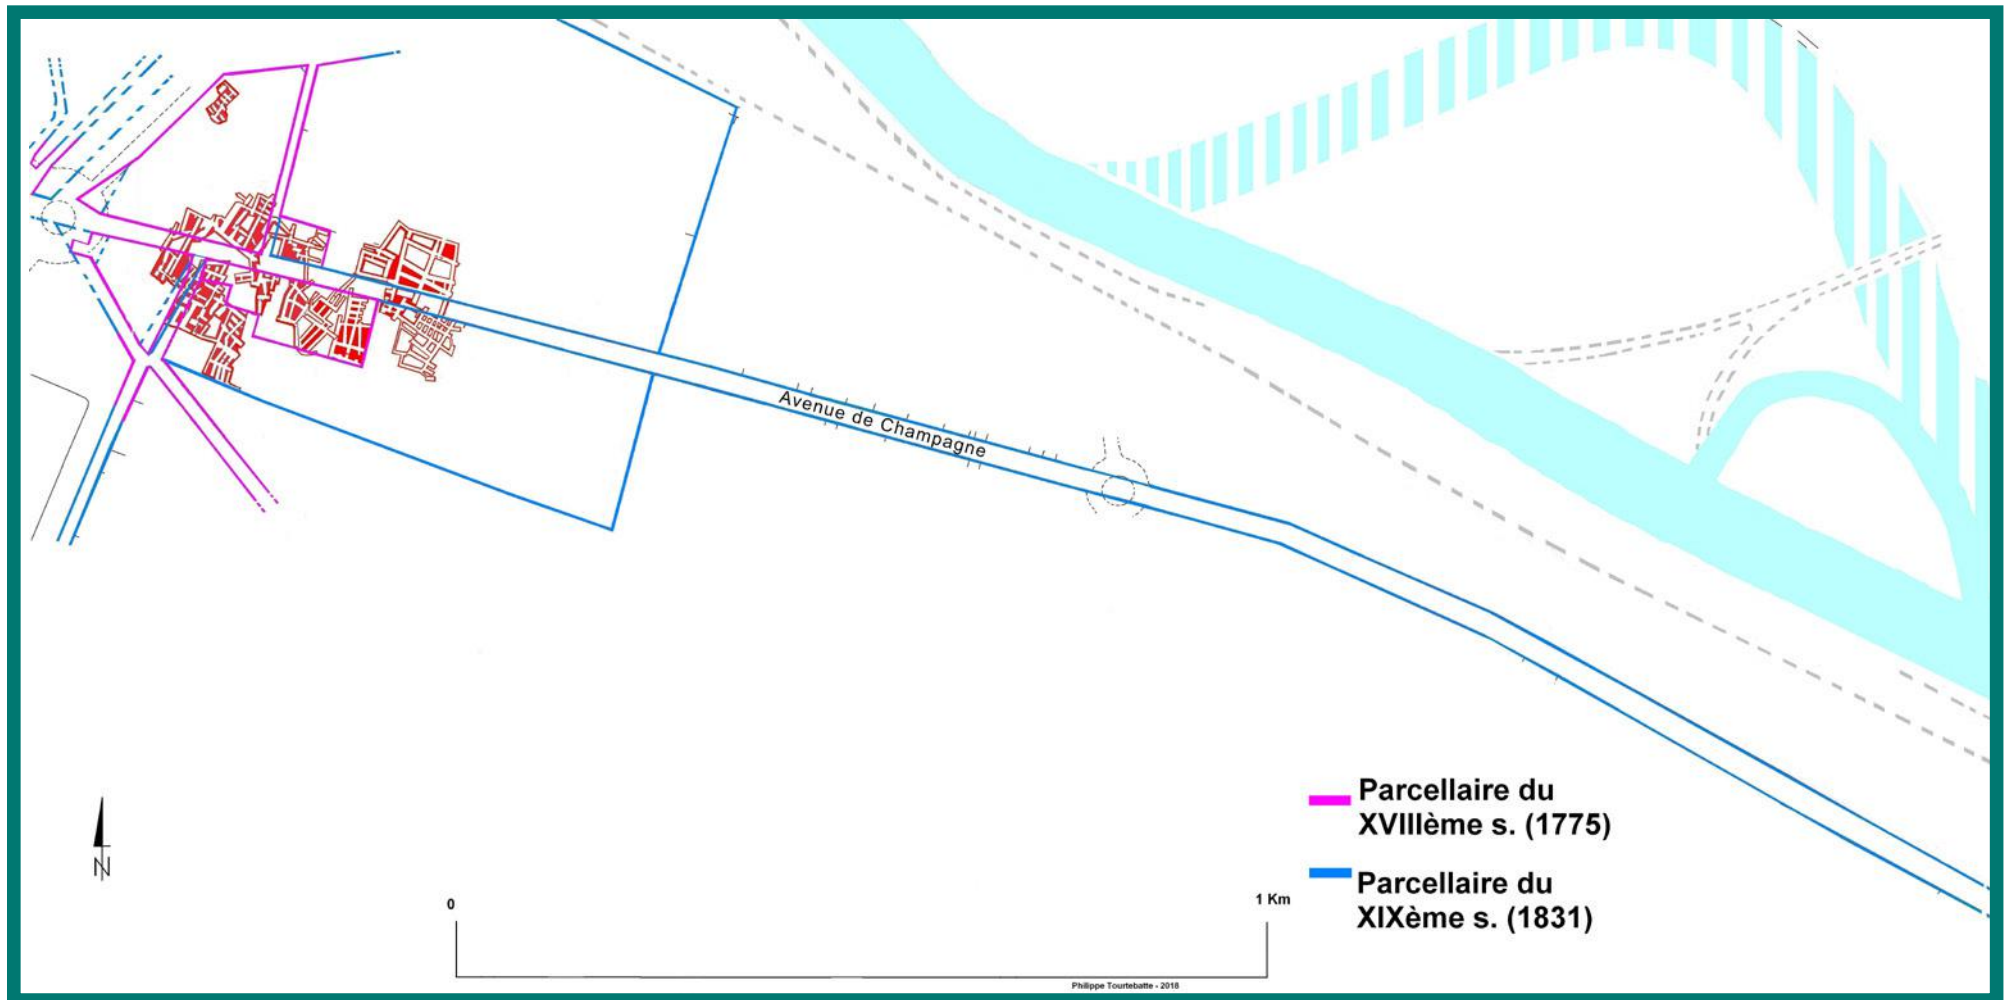 Avenue de Champagne
Parcellaire du
XVIIIème s. (1775)
Parcellaire du
XIXème s. (1831)
N
0
1 Km
Philippe Tourtebatte - 2018